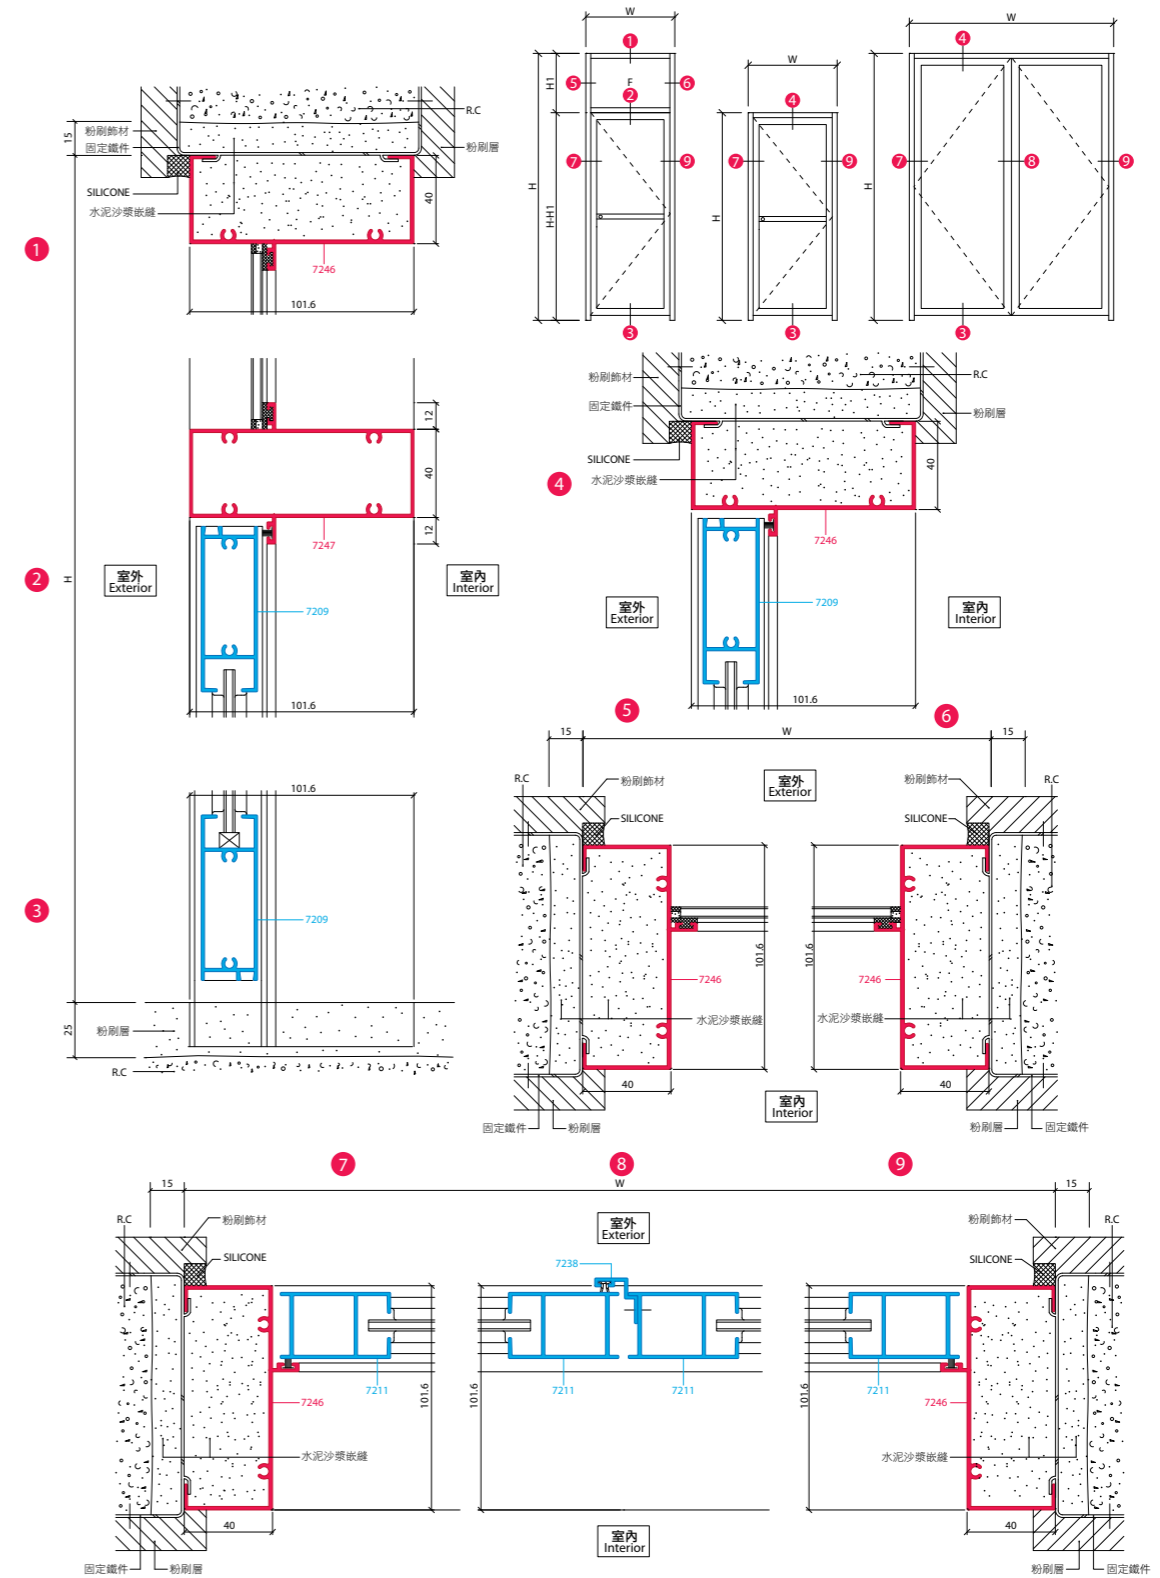 W
1
5
F
6
2
7
9
3
H1
H-H1
H
W
4
7
9
3
H
W
4
7
8
9
3
H
15
粉刷飾材
固定鐵件
SILICONE
水泥沙漿嵌縫
R.C
粉刷層
40
1
7246
101.6
12
40
12
7247
2
H
室外
Exterior
室內
Interior
7209
101.6
粉刷飾材
固定鐵件
SILICONE
水泥沙漿嵌縫
R.C
粉刷層
40
4
7246
室外
Exterior
室內
Interior
7209
101.6
101.6
3
7209
25
粉刷層
R.C
5
6
15
W
15
R.C
粉刷飾材
室外
Exterior
粉刷飾材
R.C
SILICONE
SILICONE
101.6
101.6
7246
7246
水泥沙漿嵌縫
水泥沙漿嵌縫
40
40
室內
Interior
固定鐵件
粉刷層
粉刷層
固定鐵件
7
8
9
15
W
15
R.C
粉刷飾材
室外
Exterior
粉刷飾材
R.C
SILICONE
7238
SILICONE
7211
7211
7211
7211
7246
7246
101.6
101.6
101.6
水泥沙漿嵌縫
水泥沙漿嵌縫
40
40
室內
Interior
固定鐵件
粉刷層
粉刷層
固定鐵件